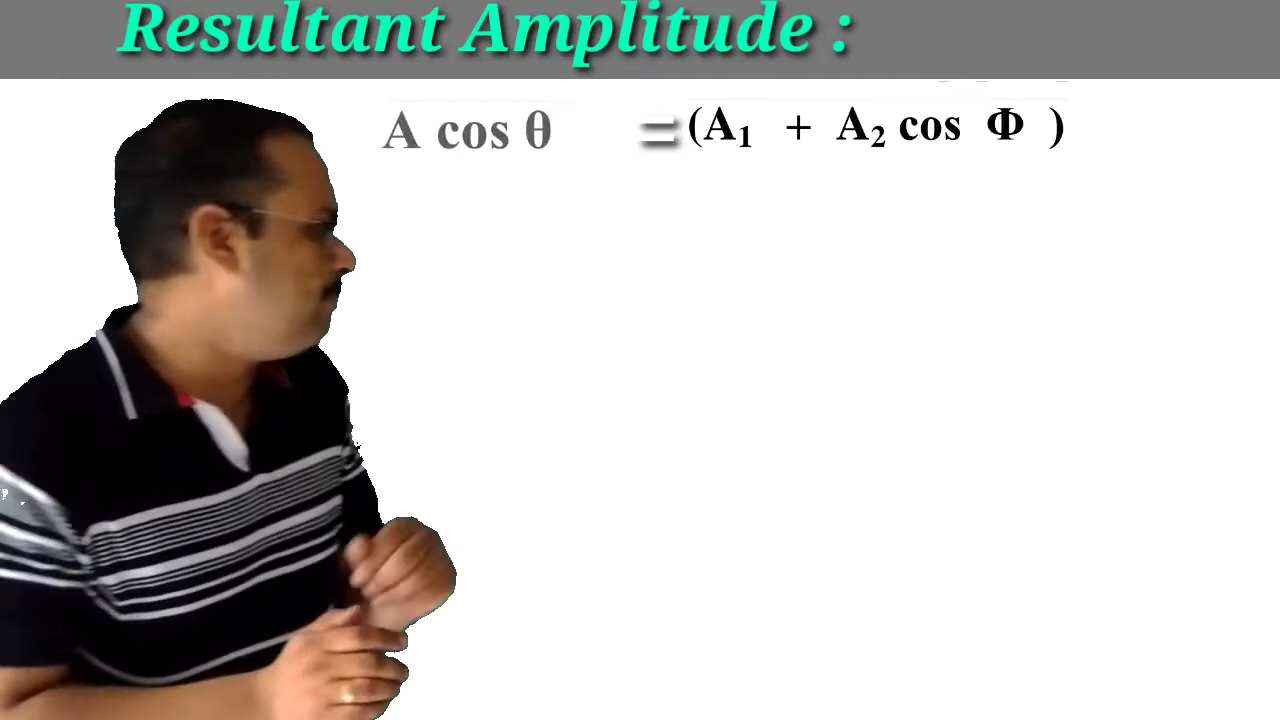 Resultant Amplitude :
A cos θ = (A₁ + A₂ cos Φ )